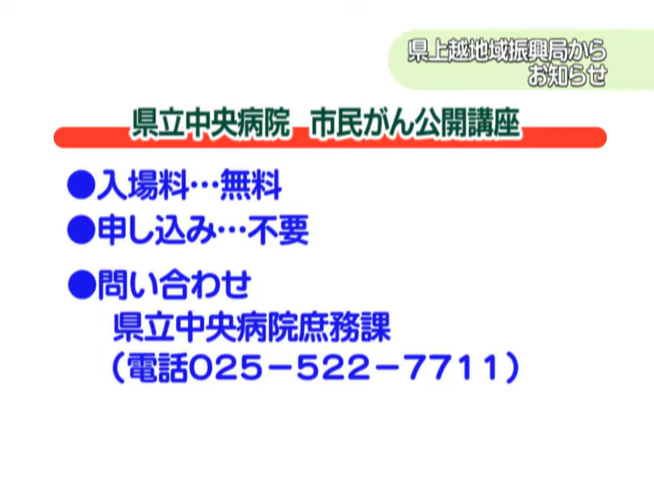 県上越地域振興局から
お知らせ
県立中央病院　市民がん公開講座
●入場料…無料
●申し込み…不要
●問い合わせ
県立中央病院庶務課
（電話０２５－５２２－７７１１）